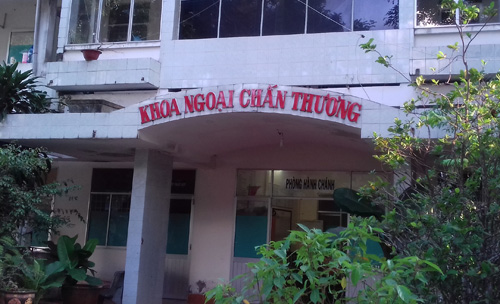 KHOA NGOẠI CHẤN THƯƠNG
PHÒNG HÀNH CHÁNH